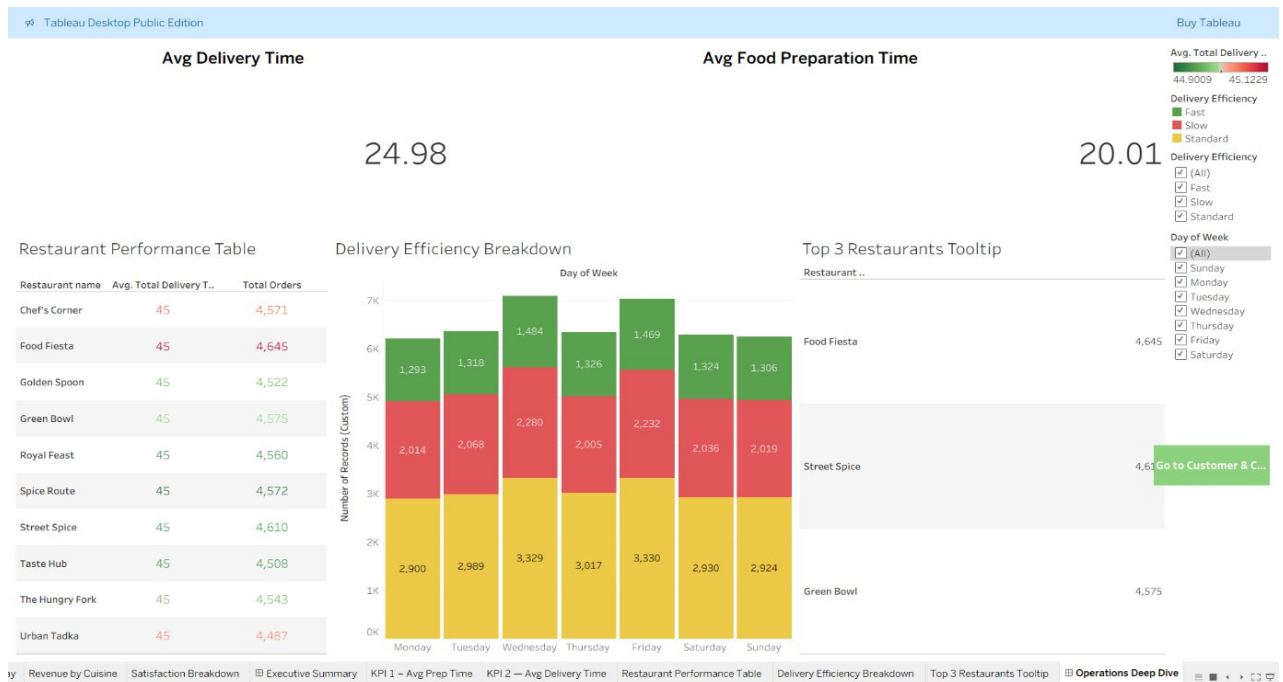 Tableau Desktop Public Edition
Buy Tableau
Avg Delivery Time
Avg Food Preparation Time
24.98
20.01
Avg. Total Delivery ..
44.9009 45.1229
Delivery Efficiency
Fast
Slow
Standard
Delivery Efficiency
(All)
Fast
Slow
Standard
Day of Week
(All)
Sunday
Monday
Tuesday
Wednesday
Thursday
Friday
Saturday
Restaurant Performance Table
Restaurant name Avg. Total Delivery T.. Total Orders
Chef's Corner 45 4,571
Food Fiesta 45 4,645
Golden Spoon 45 4,522
Green Bowl 45 4,575
Royal Feast 45 4,560
Spice Route 45 4,572
Street Spice 45 4,610
Taste Hub 45 4,508
The Hungry Fork 45 4,543
Urban Tadka 45 4,487
Delivery Efficiency Breakdown
Day of Week
Number of Records (Custom)
7K
6K
5K
4K
3K
2K
1K
0K
1,293 1,318 1,484 1,326 1,469 1,324 1,306
2,014 2,068 2,280 2,005 2,232 2,036 2,019
2,900 2,989 3,329 3,017 3,330 2,930 2,924
Monday Tuesday Wednesday Thursday Friday Saturday Sunday
Top 3 Restaurants Tooltip
Restaurant ..
Food Fiesta 4,645
Street Spice 4,61
Green Bowl 4,575
Go to Customer & C...
ay Revenue by Cuisine Satisfaction Breakdown Executive Summary KPI 1 – Avg Prep Time KPI 2 — Avg Delivery Time Restaurant Performance Table Delivery Efficiency Breakdown Top 3 Restaurants Tooltip Operations Deep Dive